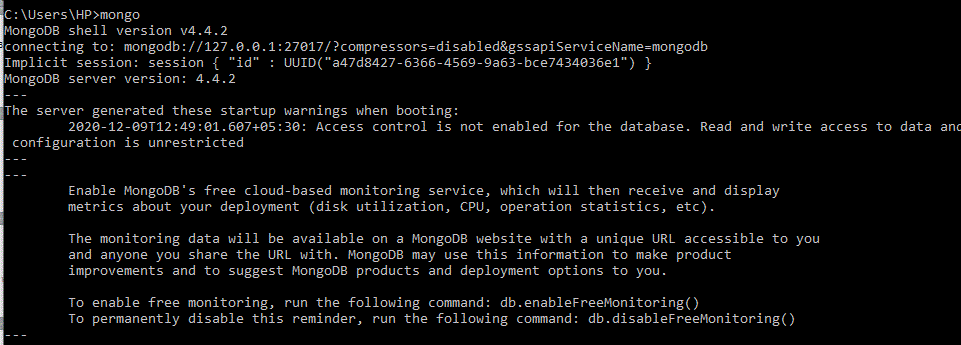 C:\Users\HP>mongo
MongoDB shell version v4.4.2
connecting to: mongodb://127.0.0.1:27017/?compressors=disabled&gssapiServiceName=mongodb
Implicit session: session { "id" : UUID("a47d8427-6366-4569-9a63-bce7434036e1") }
MongoDB server version: 4.4.2
---
The server generated these startup warnings when booting:
        2020-12-09T12:49:01.607+05:30: Access control is not enabled for the database. Read and write access to data and
 configuration is unrestricted
---
---
        Enable MongoDB's free cloud-based monitoring service, which will then receive and display
        metrics about your deployment (disk utilization, CPU, operation statistics, etc).

        The monitoring data will be available on a MongoDB website with a unique URL accessible to you
        and anyone you share the URL with. MongoDB may use this information to make product
        improvements and to suggest MongoDB products and deployment options to you.

        To enable free monitoring, run the following command: db.enableFreeMonitoring()
        To permanently disable this reminder, run the following command: db.disableFreeMonitoring()
---